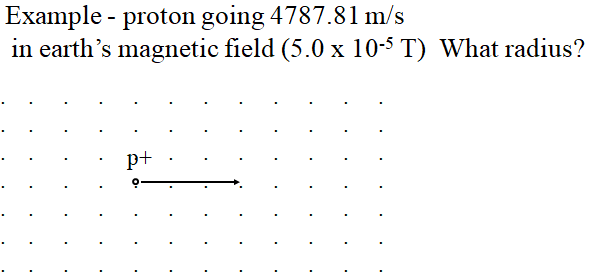 Example - proton going 4787.81 m/s
in earth's magnetic field (5.0 x 10⁻⁵ T)  What radius?
p+